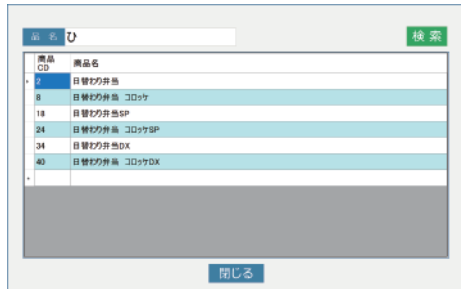 品 名 ひ 検 索
商品CD 商品名
2 日替わり弁当
8 日替わり弁当 コロッケ
18 日替わり弁当SP
24 日替わり弁当 コロッケSP
34 日替わり弁当DX
40 日替わり弁当 コロッケDX
閉じる